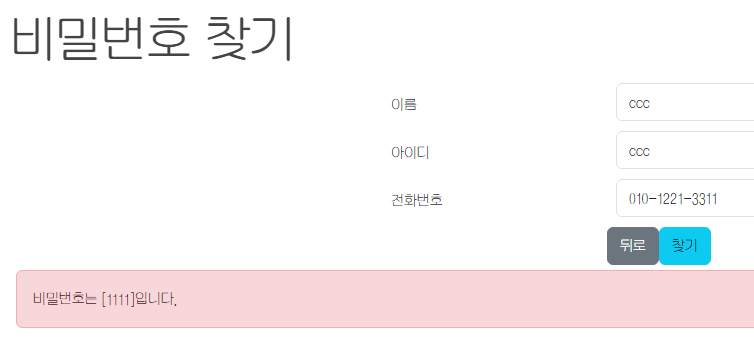 비밀번호 찾기
이름 ccc
아이디 ccc
전화번호 010-1221-3311
뒤로 찾기
비밀번호는 [1111]입니다.